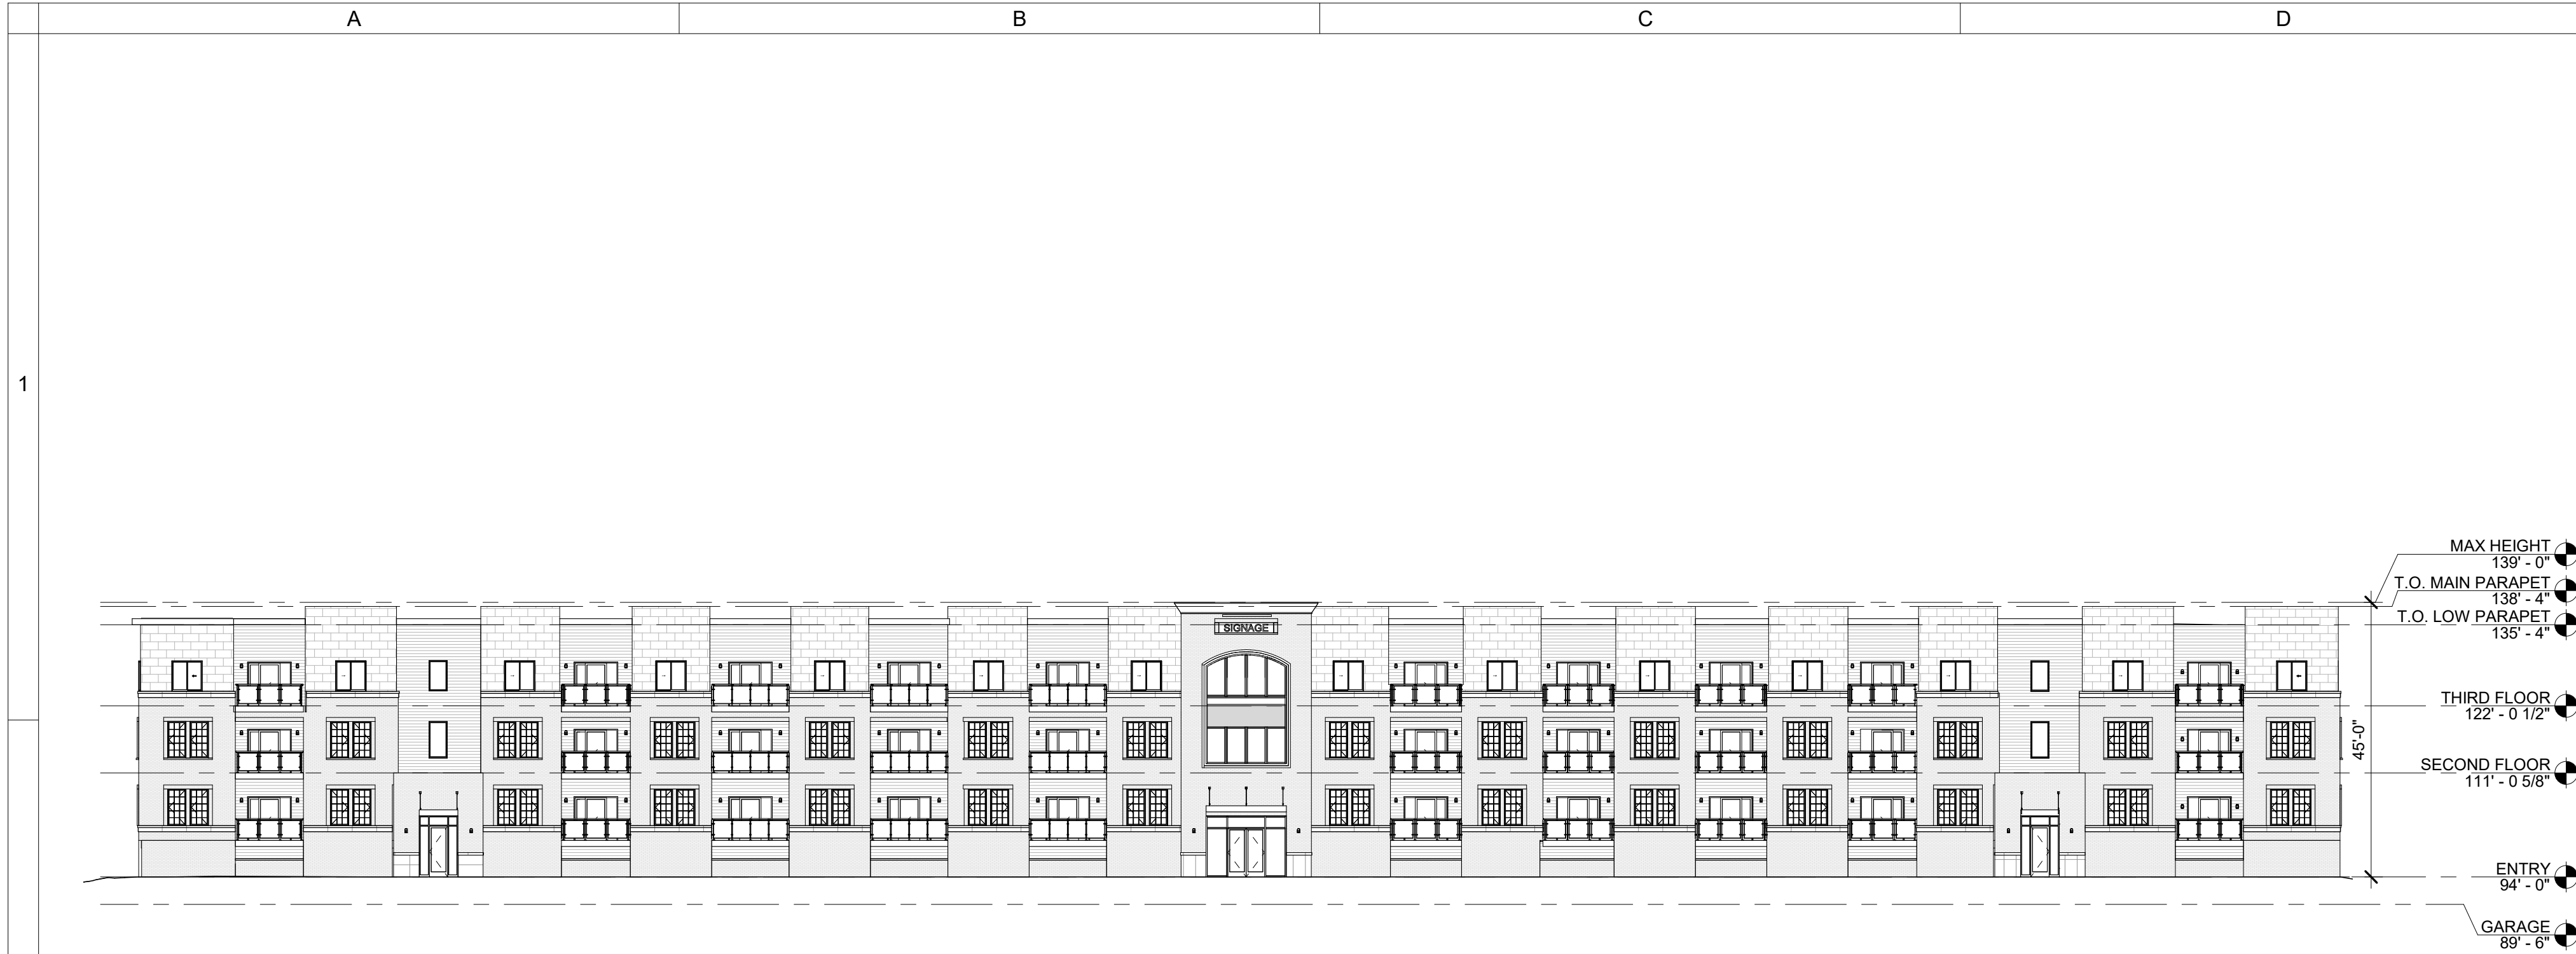 A
B
C
D
1
MAX HEIGHT
139' - 0"
T.O. MAIN PARAPET
138' - 4"
T.O. LOW PARAPET
135' - 4"
SIGNAGE
THIRD FLOOR
122' - 0 1/2"
45'-0"
SECOND FLOOR
111' - 0 5/8"
ENTRY
94' - 0"
GARAGE
89' - 6"